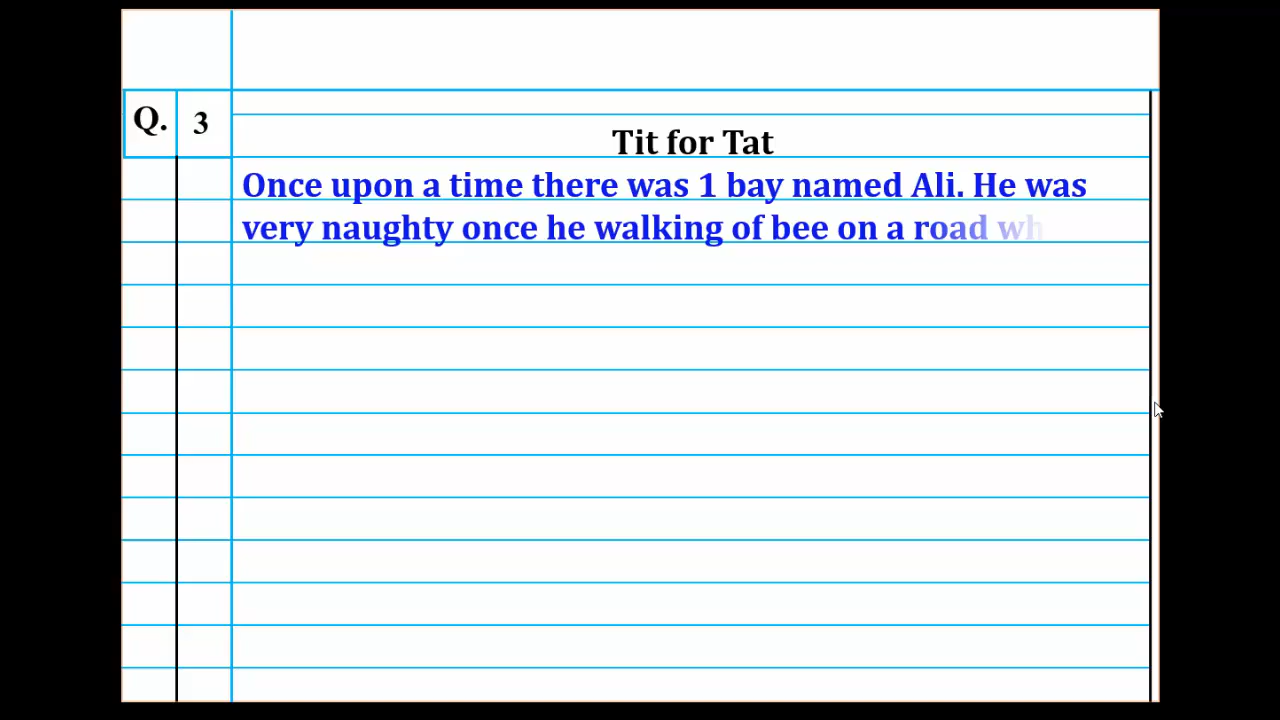 Q. 3
Tit for Tat
Once upon a time there was 1 bay named Ali. He was
very naughty once he walking of bee on a road wh